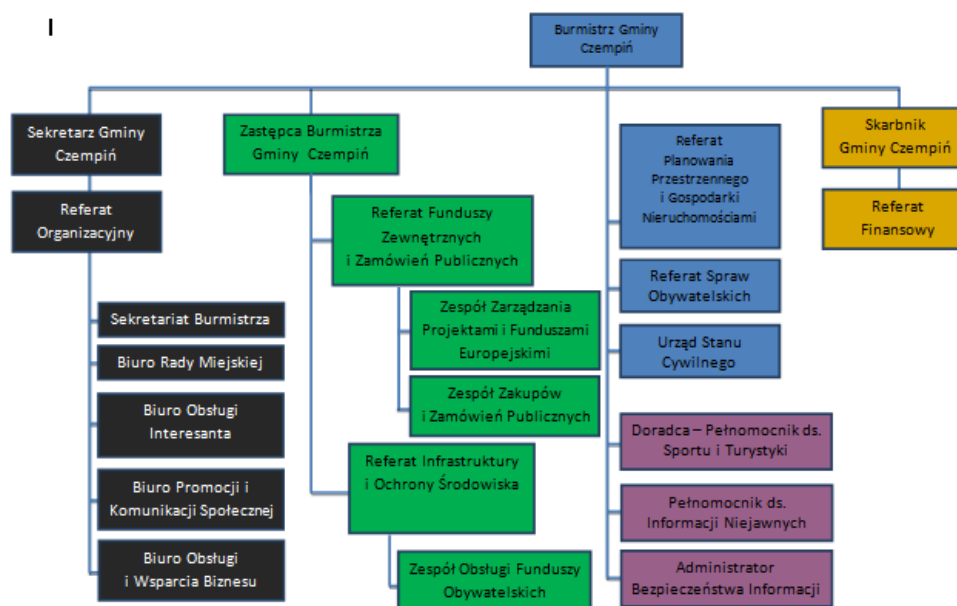 I
Burmistrz Gminy
Czempiń
Sekretarz Gminy
Czempiń
Referat
Organizacyjny
Sekretariat Burmistrza
Biuro Rady Miejskiej
Biuro Obsługi
Interesanta
Biuro Promocji i
Komunikacji Społecznej
Biuro Obsługi
i Wsparcia Biznesu
Zastępca Burmistrza
Gminy Czempiń
Referat Funduszy
Zewnętrznych
i Zamówień Publicznych
Zespół Zarządzania
Projektami i Funduszami
Europejskimi
Zespół Zakupów
i Zamówień Publicznych
Referat Infrastruktury
i Ochrony Środowiska
Zespół Obsługi Funduszy
Obywatelskich
Referat
Planowania
Przestrzennego
i Gospodarki
Nieruchomościami
Referat Spraw
Obywatelskich
Urząd Stanu
Cywilnego
Doradca – Pełnomocnik ds.
Sportu i Turystyki
Pełnomocnik ds.
Informacji Niejawnych
Administrator
Bezpieczeństwa Informacji
Skarbnik
Gminy Czempiń
Referat
Finansowy